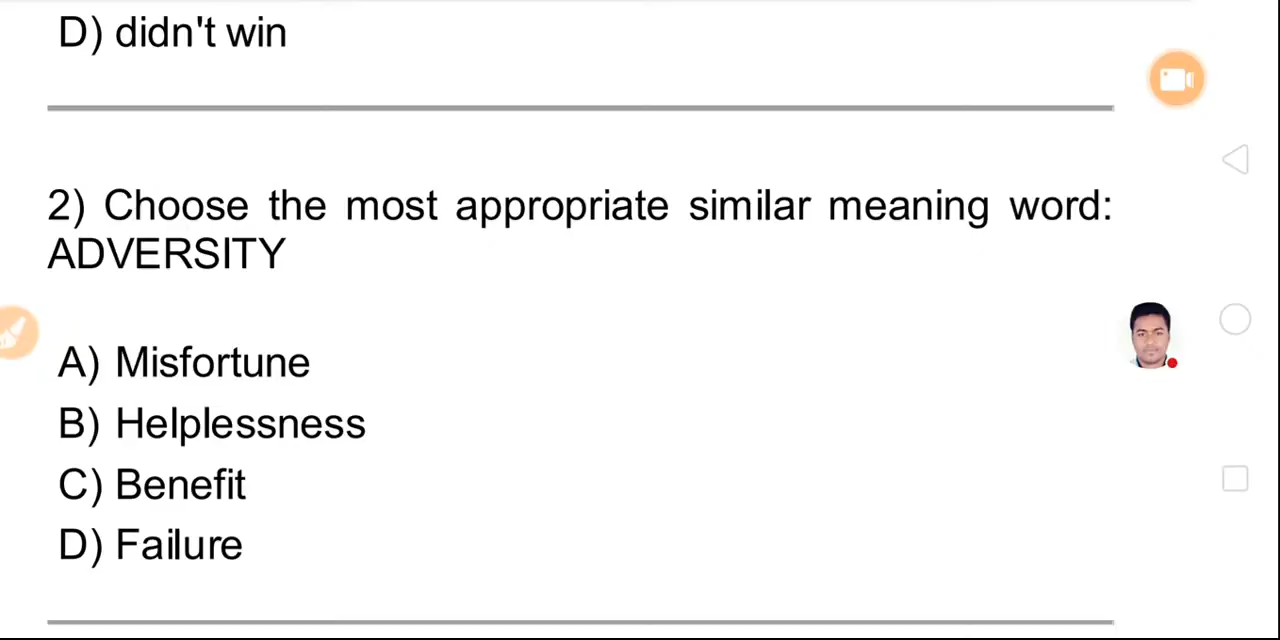 D) didn't win
2) Choose the most appropriate similar meaning word:
ADVERSITY
A) Misfortune
B) Helplessness
C) Benefit
D) Failure